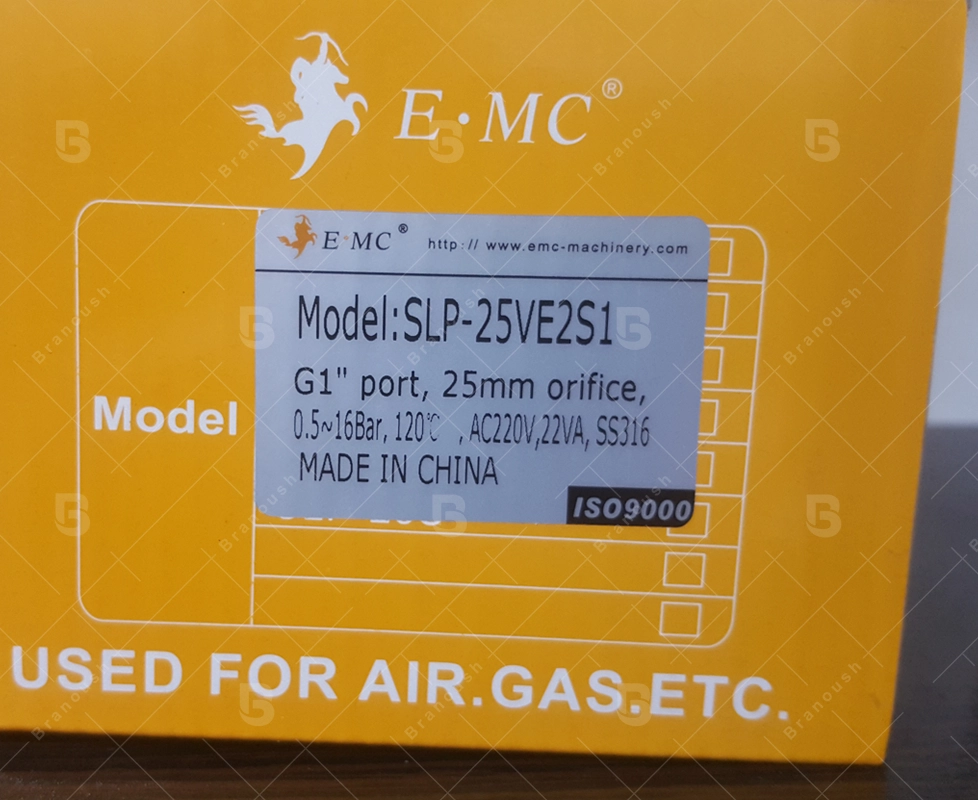 E·MC®
E·MC® http://www.emc-machinery.com
Model:SLP-25VE2S1
G1" port, 25mm orifice,
0.5~16Bar, 120℃ , AC220V,22VA, SS316
MADE IN CHINA
ISO9000
Model
USED FOR AIR.GAS.ETC.
Branoush